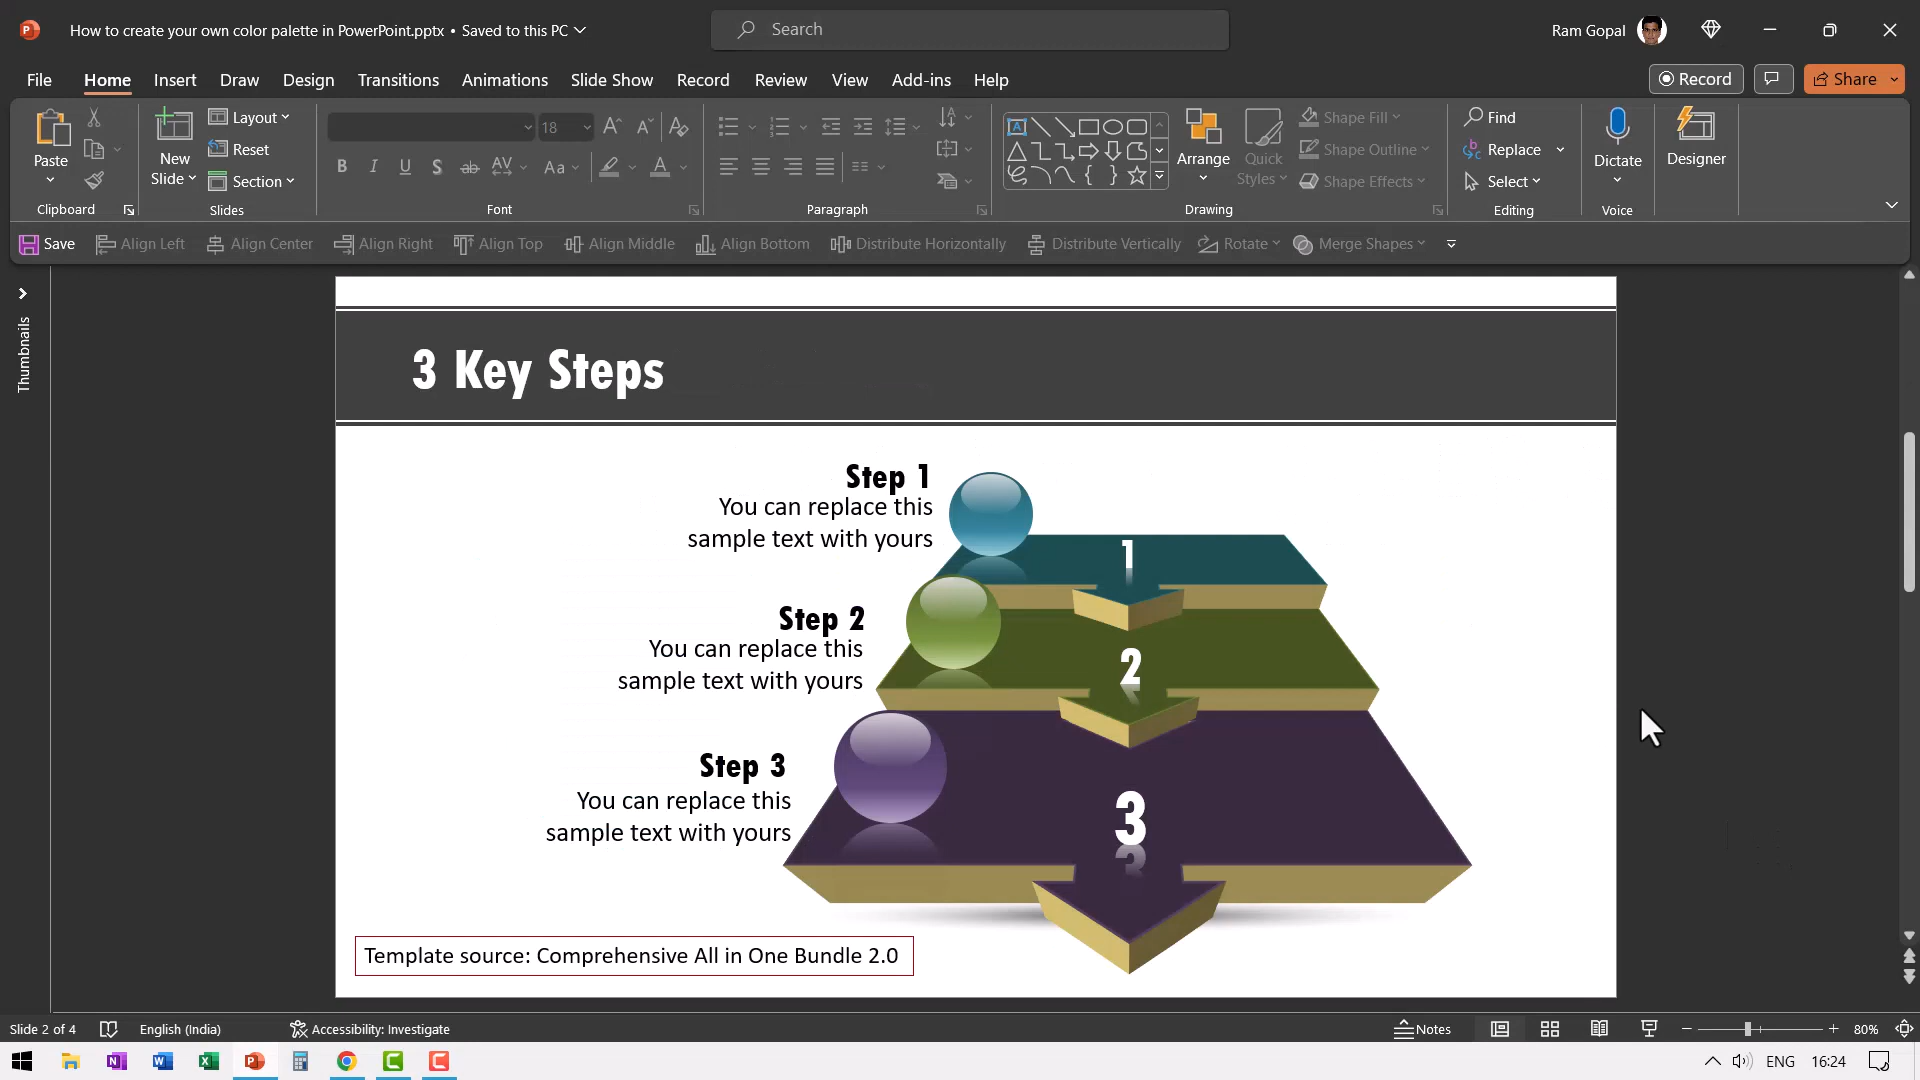 How to create your own color palette in PowerPoint.pptx • Saved to this PC
Search
Ram Gopal
File
Home
Insert
Draw
Design
Transitions
Animations
Slide Show
Record
Review
View
Add-ins
Help
Record
Share
Paste
New Slide
Layout
Reset
Section
18
B I U S ab AV Aa A
Arrange
Quick Styles
Shape Fill
Shape Outline
Shape Effects
Find
Replace
Select
Dictate
Designer
Clipboard
Slides
Font
Paragraph
Drawing
Editing
Voice
Save
Align Left
Align Center
Align Right
Align Top
Align Middle
Align Bottom
Distribute Horizontally
Distribute Vertically
Rotate
Merge Shapes
Thumbnails
3 Key Steps
Step 1
You can replace this
sample text with yours
1
Step 2
You can replace this
sample text with yours
2
Step 3
You can replace this
sample text with yours
3
Template source: Comprehensive All in One Bundle 2.0
Slide 2 of 4
English (India)
Accessibility: Investigate
Notes
80%
ENG
16:24